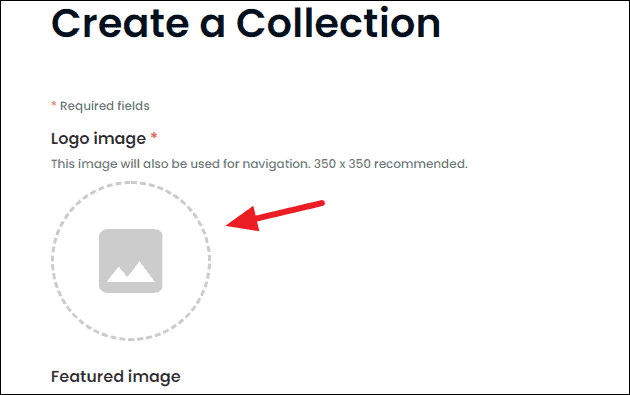 Create a Collection
* Required fields
Logo image *
This image will also be used for navigation. 350 x 350 recommended.
Featured image